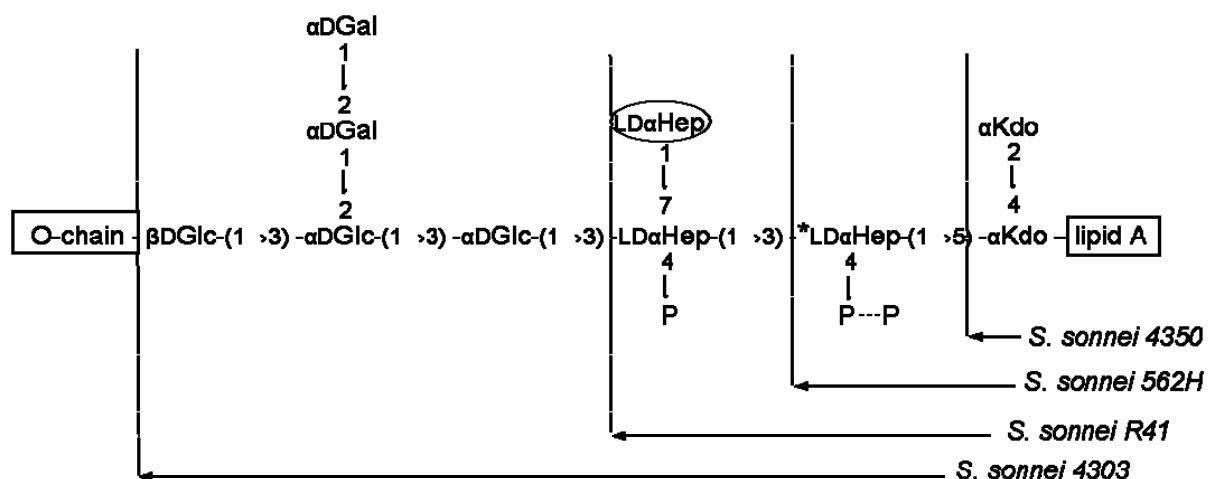 αDGal
1
2
αDGal
1
2
LDαHep
1
7
αKdo
2
4
O-chain - βDGlc-(1 →3) -αDGlc-(1 →3) -αDGlc-(1 →3) -LDαHep-(1 →3) -*LDαHep-(1 →5) -αKdo - lipid A
4
P
4
P---P
S. sonnei 4350
S. sonnei 562H
S. sonnei R41
S. sonnei 4303